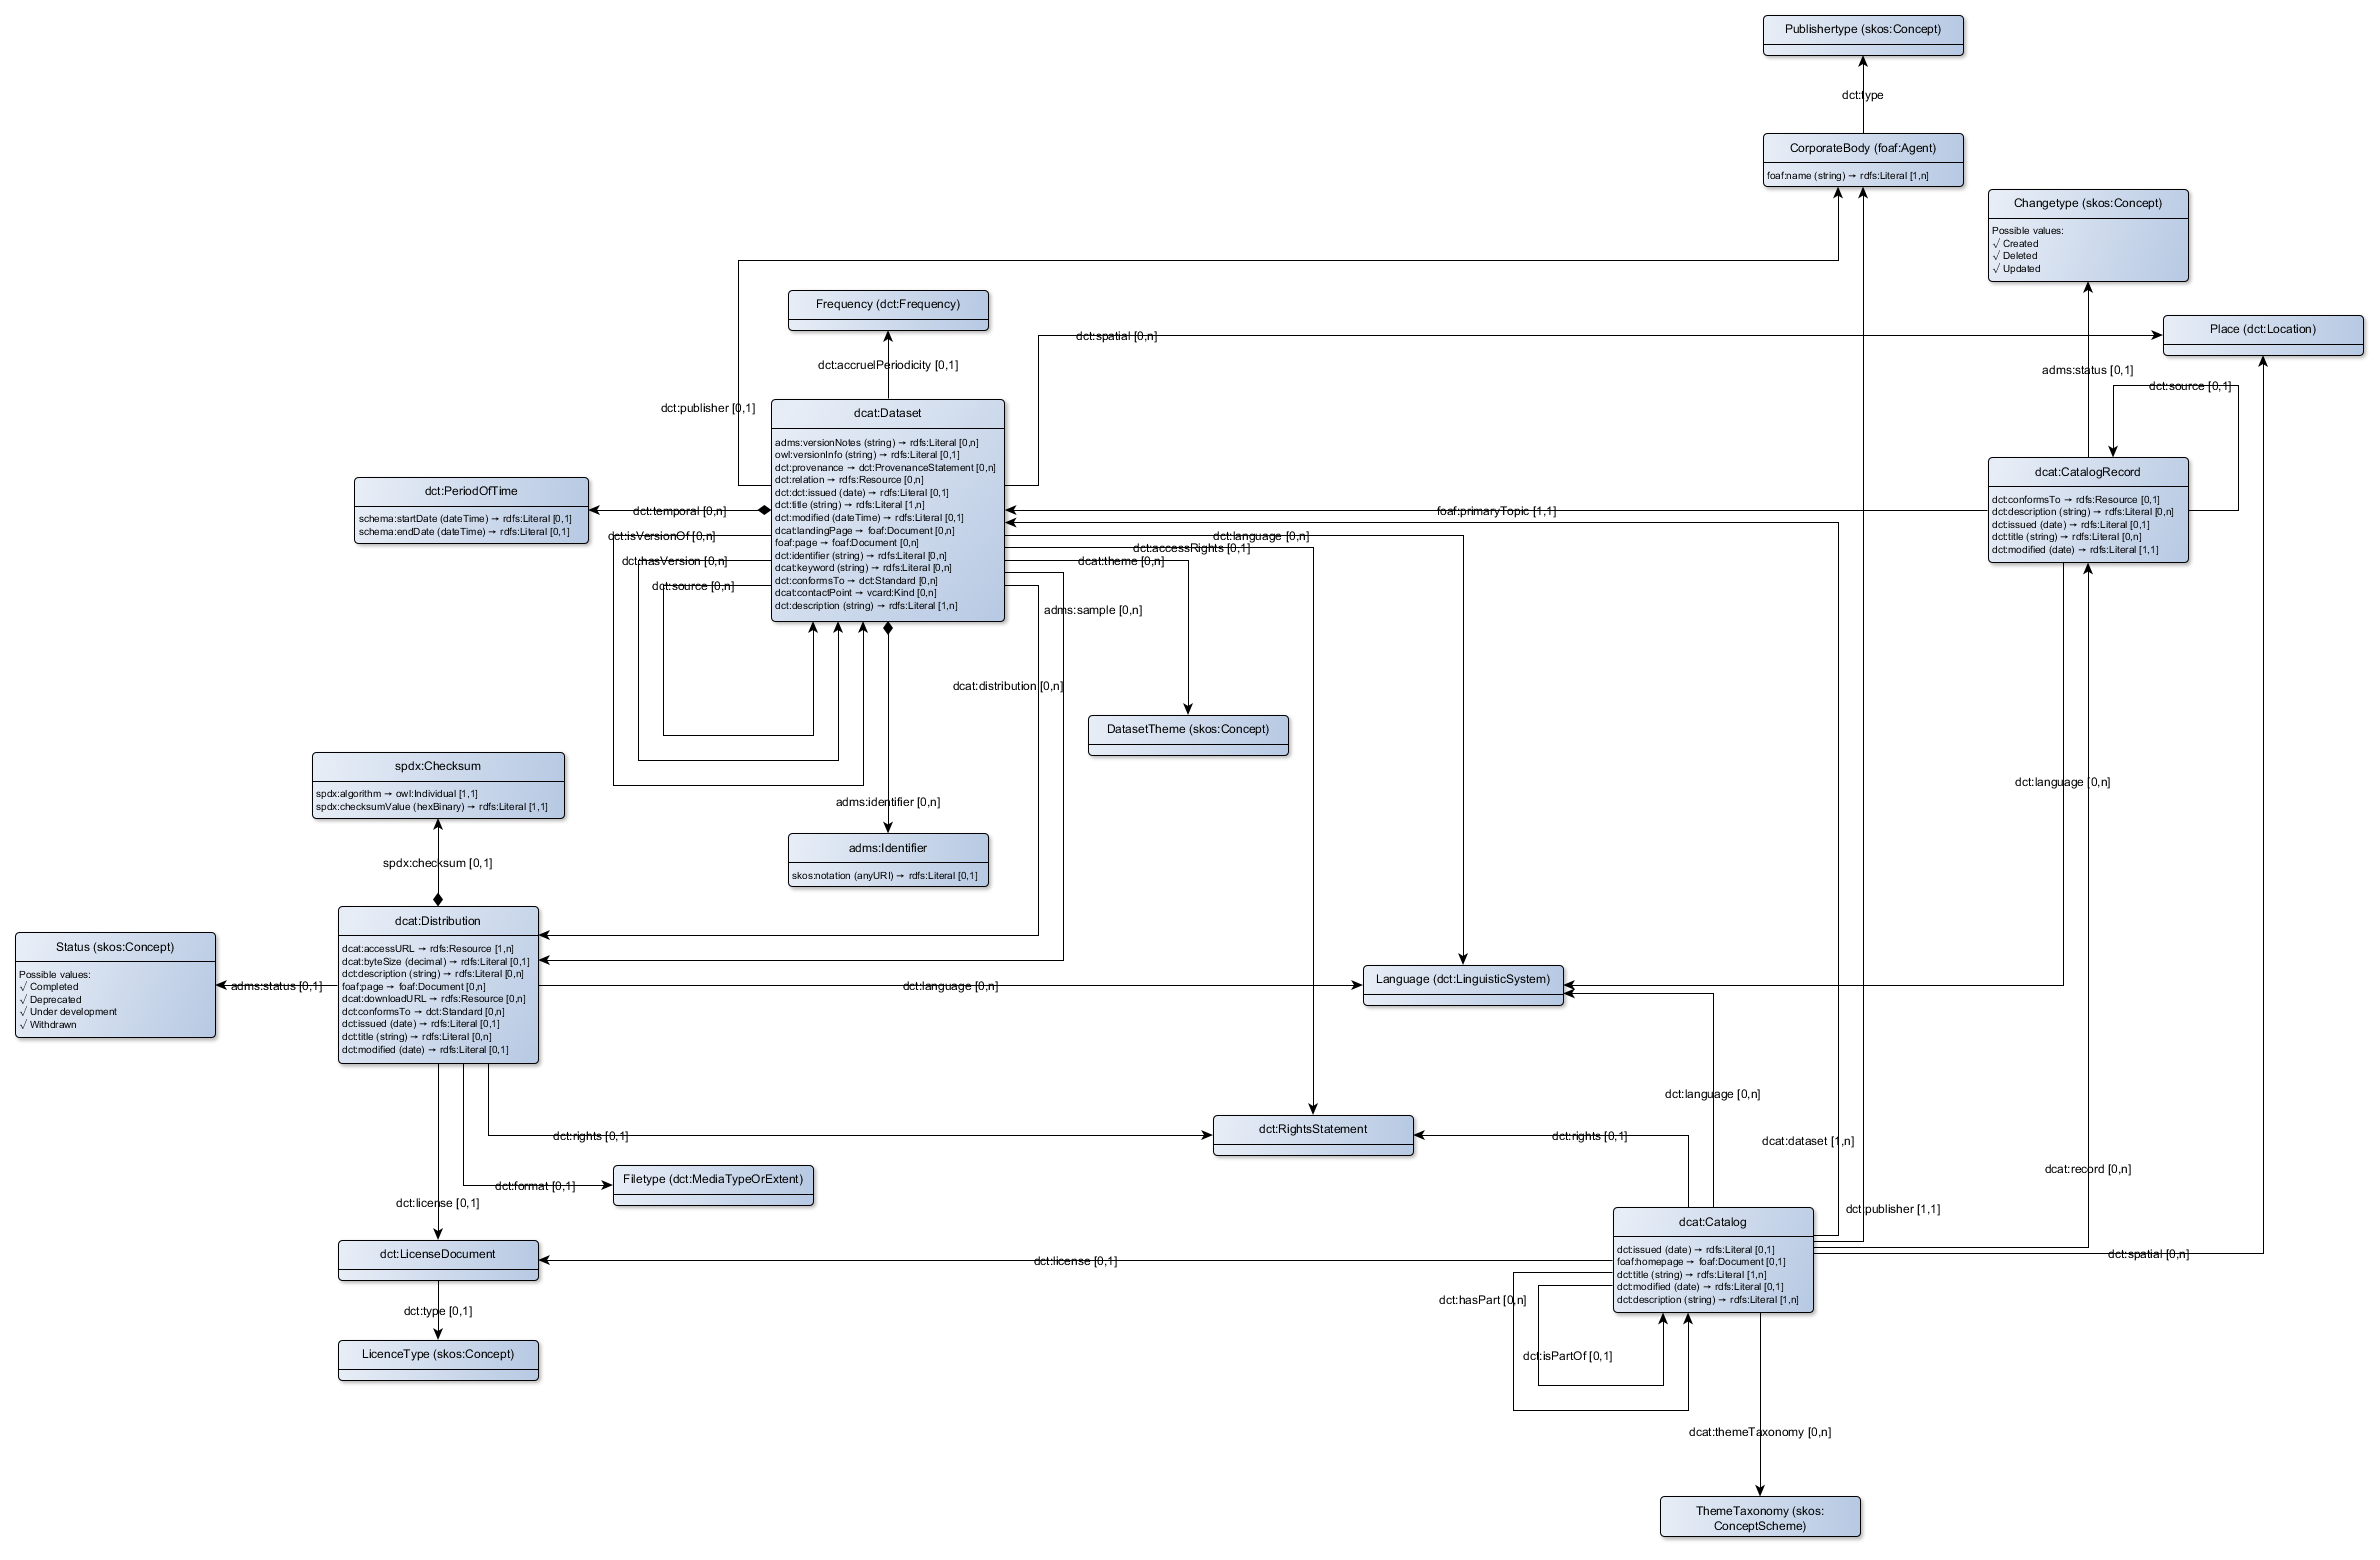 Publishertype (skos:Concept)
dct:type
CorporateBody (foaf:Agent)
foaf:name (string) → rdfs:Literal [1,n]
Changetype (skos:Concept)
Possible values:
√ Created
√ Deleted
√ Updated
Frequency (dct:Frequency)
dct:accruelPeriodicity [0,1]
dct:spatial [0,n]
Place (dct:Location)
adms:status [0,1]
dct:source [0,1]
dct:publisher [0,1]
dcat:Dataset
adms:versionNotes (string) → rdfs:Literal [0,n]
owl:versionInfo (string) → rdfs:Literal [0,1]
dct:provenance → dct:ProvenanceStatement [0,n]
dct:relation → rdfs:Resource [0,n]
dct:dct:issued (date) → rdfs:Literal [0,1]
dct:title (string) → rdfs:Literal [1,n]
dct:modified (dateTime) → rdfs:Literal [0,1]
dcat:landingPage → foaf:Document [0,n]
foaf:page → foaf:Document [0,n]
dct:identifier (string) → rdfs:Literal [0,n]
dcat:keyword (string) → rdfs:Literal [0,n]
dct:conformsTo → dct:Standard [0,n]
dcat:contactPoint → vcard:Kind [0,n]
dct:description (string) → rdfs:Literal [1,n]
dct:PeriodOfTime
schema:startDate (dateTime) → rdfs:Literal [0,1]
schema:endDate (dateTime) → rdfs:Literal [0,1]
dct:temporal [0,n]
dct:isVersionOf [0,n]
dct:hasVersion [0,n]
dct:source [0,n]
foaf:primaryTopic [1,1]
dct:language [0,n]
dct:accessRights [0,1]
dcat:theme [0,n]
adms:sample [0,n]
dcat:CatalogRecord
dct:conformsTo → rdfs:Resource [0,1]
dct:description (string) → rdfs:Literal [0,n]
dct:issued (date) → rdfs:Literal [0,1]
dct:title (string) → rdfs:Literal [0,n]
dct:modified (date) → rdfs:Literal [1,1]
dcat:distribution [0,n]
DatasetTheme (skos:Concept)
spdx:Checksum
spdx:algorithm → owl:Individual [1,1]
spdx:checksumValue (hexBinary) → rdfs:Literal [1,1]
adms:identifier [0,n]
dct:language [0,n]
adms:Identifier
skos:notation (anyURI) → rdfs:Literal [0,1]
spdx:checksum [0,1]
dcat:Distribution
dcat:accessURL → rdfs:Resource [1,n]
dcat:byteSize (decimal) → rdfs:Literal [0,1]
dct:description (string) → rdfs:Literal [0,n]
foaf:page → foaf:Document [0,n]
dcat:downloadURL → rdfs:Resource [0,n]
dct:conformsTo → dct:Standard [0,n]
dct:issued (date) → rdfs:Literal [0,1]
dct:title (string) → rdfs:Literal [0,n]
dct:modified (date) → rdfs:Literal [0,1]
Status (skos:Concept)
Possible values:
√ Completed
√ Deprecated
√ Under development
√ Withdrawn
adms:status [0,1]
dct:language [0,n]
Language (dct:LinguisticSystem)
dct:language [0,n]
dct:rights [0,1]
dct:RightsStatement
dct:rights [0,1]
dcat:dataset [1,n]
dcat:record [0,n]
dct:format [0,1]
Filetype (dct:MediaTypeOrExtent)
dct:license [0,1]
dct:publisher [1,1]
dcat:Catalog
dct:issued (date) → rdfs:Literal [0,1]
foaf:homepage → foaf:Document [0,1]
dct:title (string) → rdfs:Literal [1,n]
dct:modified (date) → rdfs:Literal [0,1]
dct:description (string) → rdfs:Literal [1,n]
dct:spatial [0,n]
dct:LicenseDocument
dct:license [0,1]
dct:hasPart [0,n]
dct:type [0,1]
dct:isPartOf [0,1]
LicenceType (skos:Concept)
dcat:themeTaxonomy [0,n]
ThemeTaxonomy (skos:
ConceptScheme)